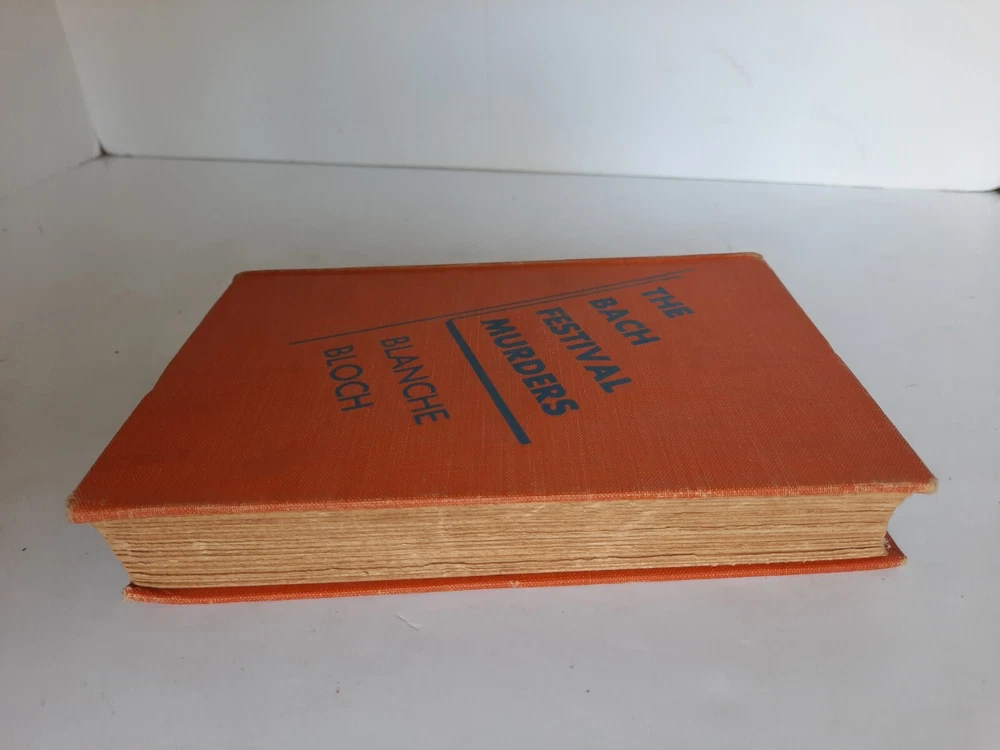 THE
BACH
FESTIVAL
MURDERS
BLANCHE
BLOCH